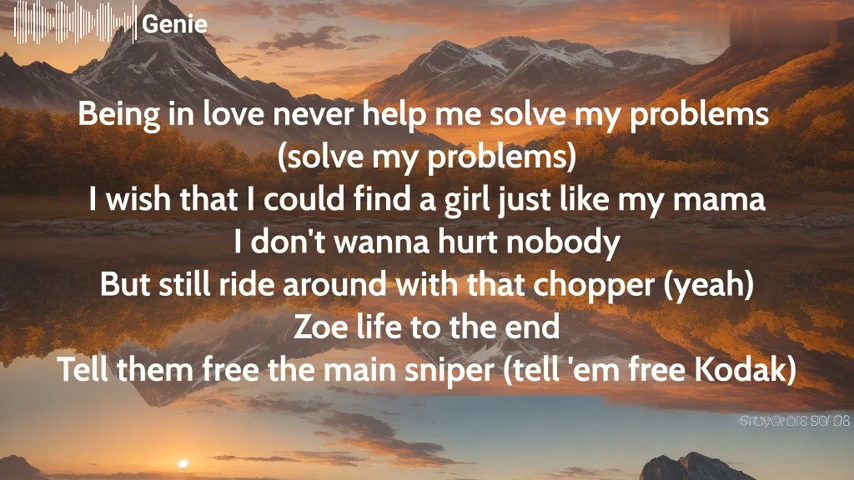 Genie
Being in love never help me solve my problems
(solve my problems)
I wish that I could find a girl just like my mama
I don't wanna hurt nobody
But still ride around with that chopper (yeah)
Zoe life to the end
Tell them free the main sniper (tell 'em free Kodak)